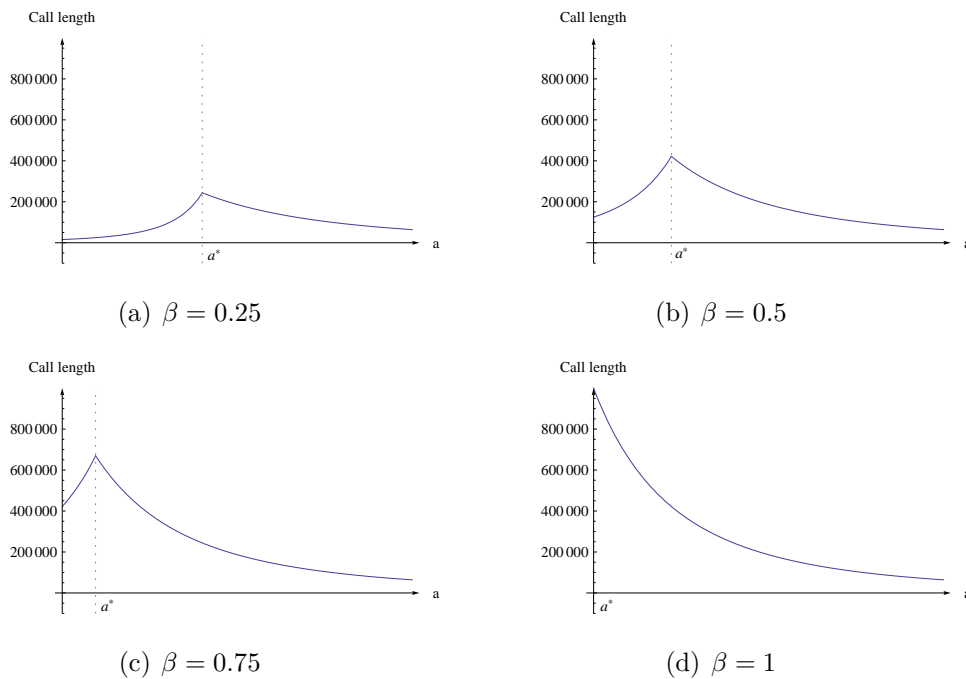 Call length
800 000
600 000
400 000
200 000
a
a*
(a) β = 0.25
Call length
800 000
600 000
400 000
200 000
a
a*
(b) β = 0.5
Call length
800 000
600 000
400 000
200 000
a
a*
(c) β = 0.75
Call length
800 000
600 000
400 000
200 000
a
a*
(d) β = 1